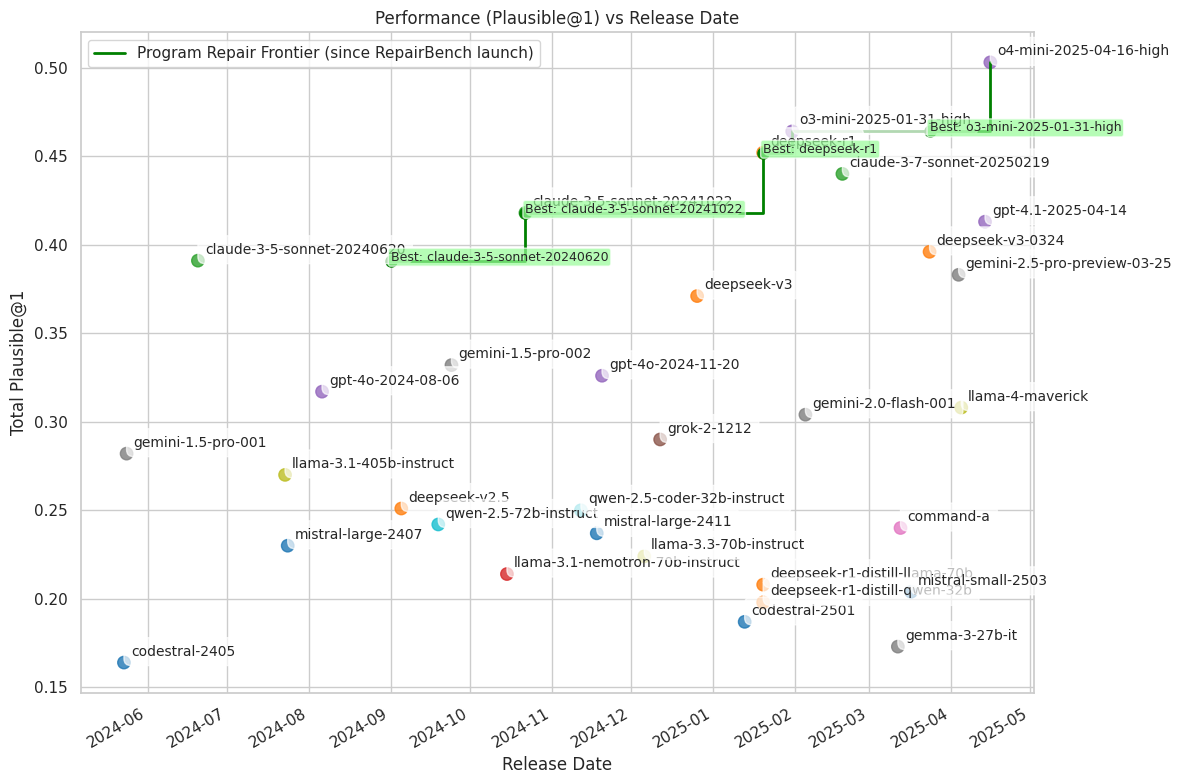 Performance (Plausible@1) vs Release Date
Program Repair Frontier (since RepairBench launch)
o4-mini-2025-04-16-high
0.50
o3-mini-2025-01-31-high
Best: o3-mini-2025-01-31-high
deepseek-r1
Best: deepseek-r1
0.45
claude-3-7-sonnet-20250219
claude-3-5-sonnet-20241022
Best: claude-3-5-sonnet-20241022
gpt-4.1-2025-04-14
0.40
claude-3-5-sonnet-20240620
Best: claude-3-5-sonnet-20240620
deepseek-v3-0324
gemini-2.5-pro-preview-03-25
deepseek-v3
0.35
gemini-1.5-pro-002
gpt-4o-2024-11-20
gpt-4o-2024-08-06
llama-4-maverick
gemini-2.0-flash-001
0.30
grok-2-1212
gemini-1.5-pro-001
llama-3.1-405b-instruct
deepseek-v2.5
qwen-2.5-coder-32b-instruct
0.25
qwen-2.5-72b-instruct
mistral-large-2411
command-a
mistral-large-2407
llama-3.3-70b-instruct
llama-3.1-nemotron-70b-instruct
deepseek-r1-distill-llama-70b
mistral-small-2503
deepseek-r1-distill-qwen-32b
0.20
codestral-2501
gemma-3-27b-it
codestral-2405
0.15
Total Plausible@1
2024-06
2024-07
2024-08
2024-09
2024-10
2024-11
2024-12
2025-01
2025-02
2025-03
2025-04
2025-05
Release Date